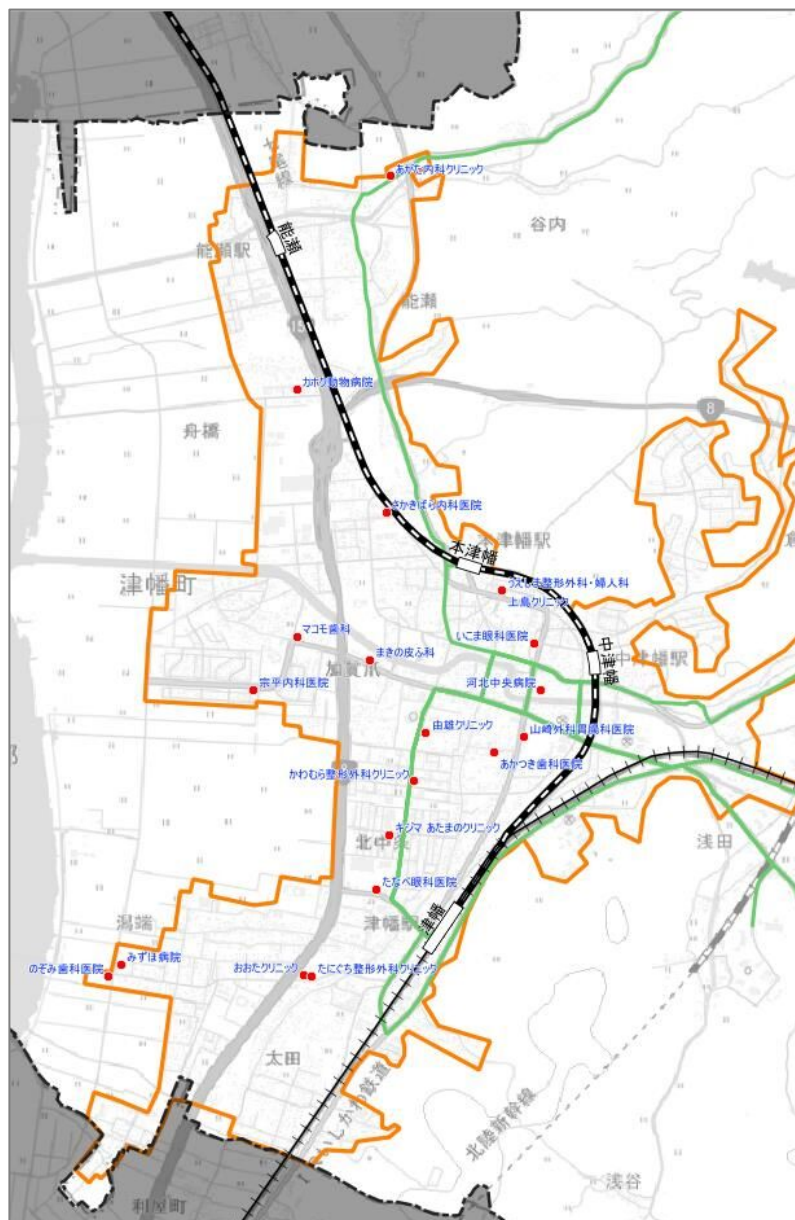 あがた内科クリニック
谷内
能瀬
能瀬駅
能瀬
159
カホク動物病院
8
舟橋
さかきばら内科医院
本津幡駅
本津幡
津幡町
うえしま整形外科・婦人科
上島クリニック
マコモ歯科
いこま眼科医院
中津幡
中津幡駅
まきの皮ふ科
加賀爪
宗平内科医院
河北中央病院
由雄クリニック
山崎外科胃腸科医院
あかつき歯科医院
8
かわむら整形外科クリニック
キジマ あたまのクリニック
浅田
たなべ眼科医院
潟端
津幡駅
津幡
みずほ病院
のぞみ歯科医院
おおたクリニック
たにぐち整形外科クリニック
太田
いしかわ鉄道
北陸新幹線
浅谷
利屋町